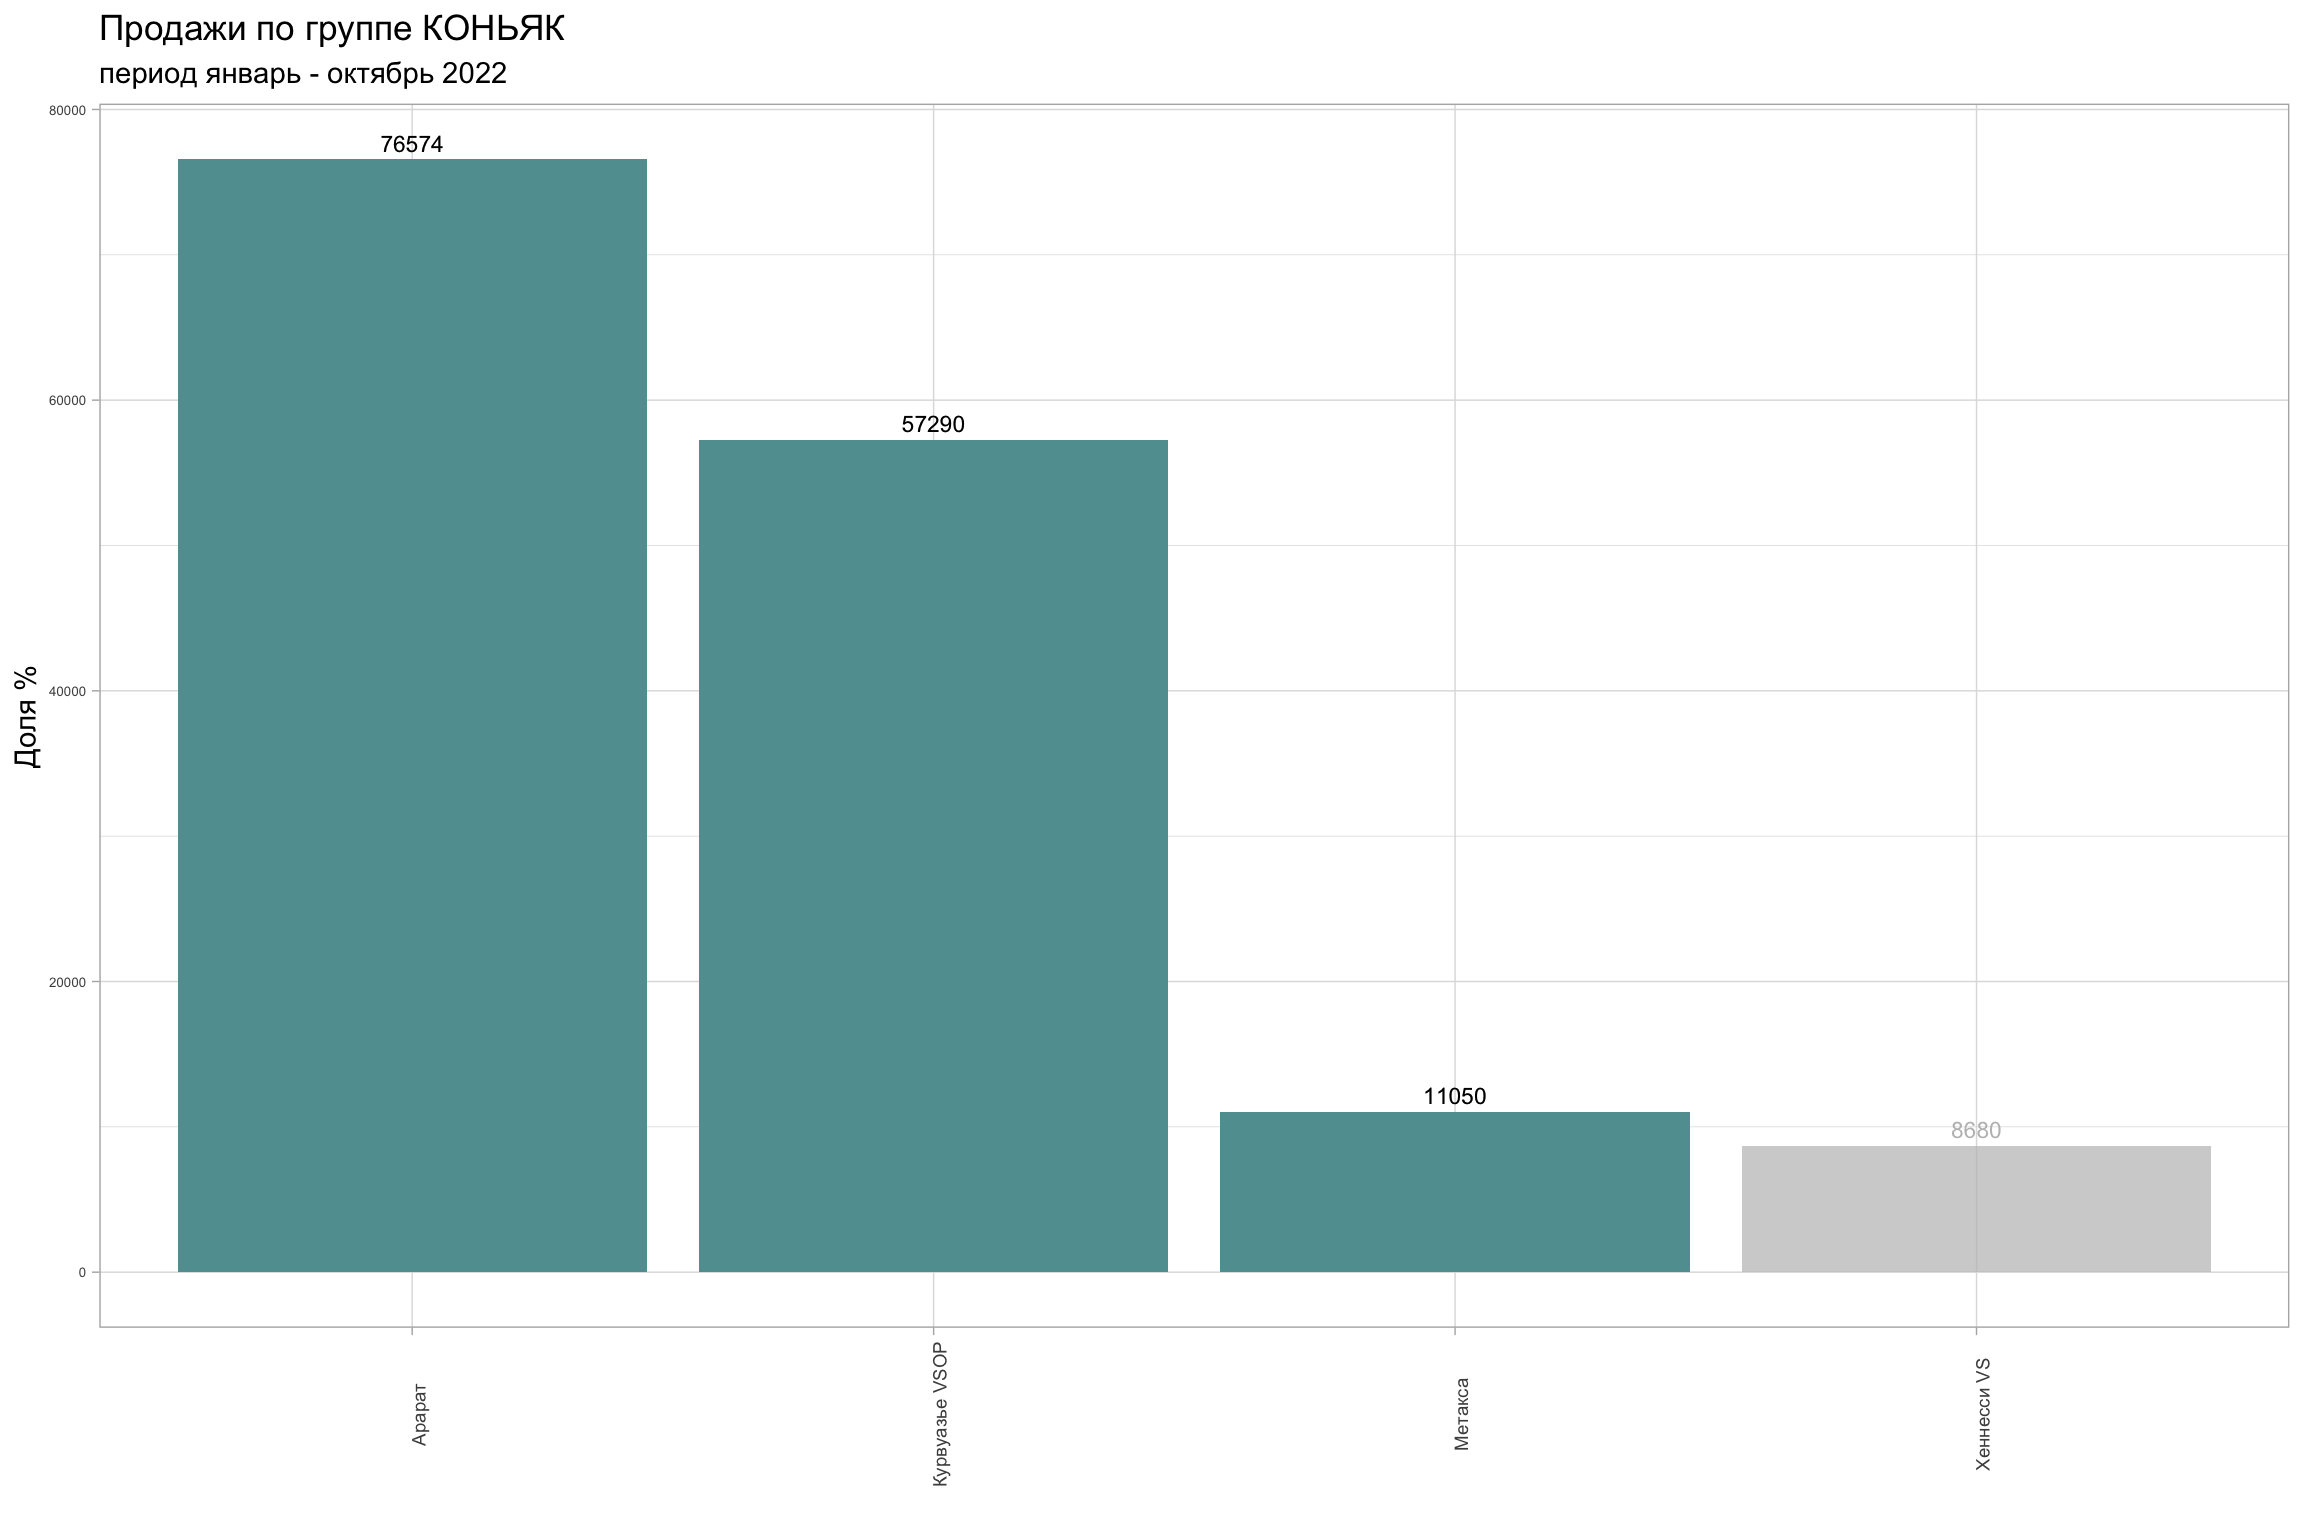 Продажи по группе КОНЬЯК
период январь - октябрь 2022
Доля %
80000
60000
40000
20000
0
76574
57290
11050
8680
Арарат
Курвуазье VSOP
Метакса
Хеннесси VS